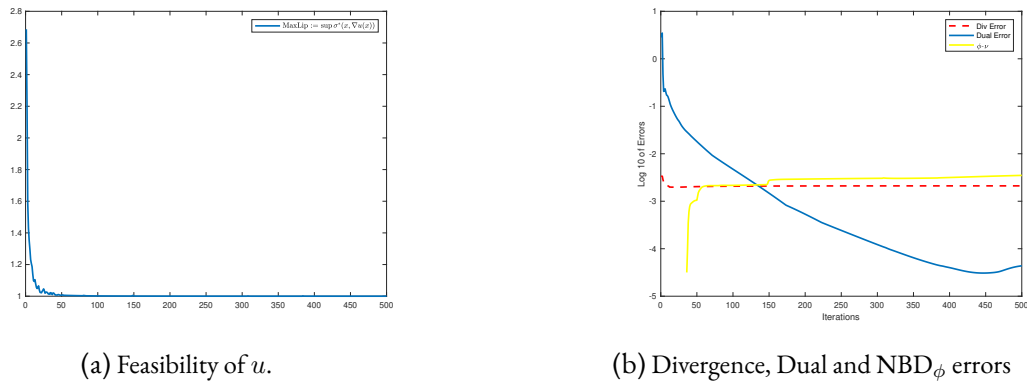 2.8
2.6
2.4
2.2
2
1.8
1.6
1.4
1.2
1
0 50 100 150 200 250 300 350 400 450 500
MaxLip := sup σ*(x, ∇u(x))
(a) Feasibility of u.
1
0
-1
-2
-3
-4
-5
Log 10 of Errors
0 50 100 150 200 250 300 350 400 450 500
Iterations
Div Error
Dual Error
ϕ-ν
(b) Divergence, Dual and NBDϕ errors